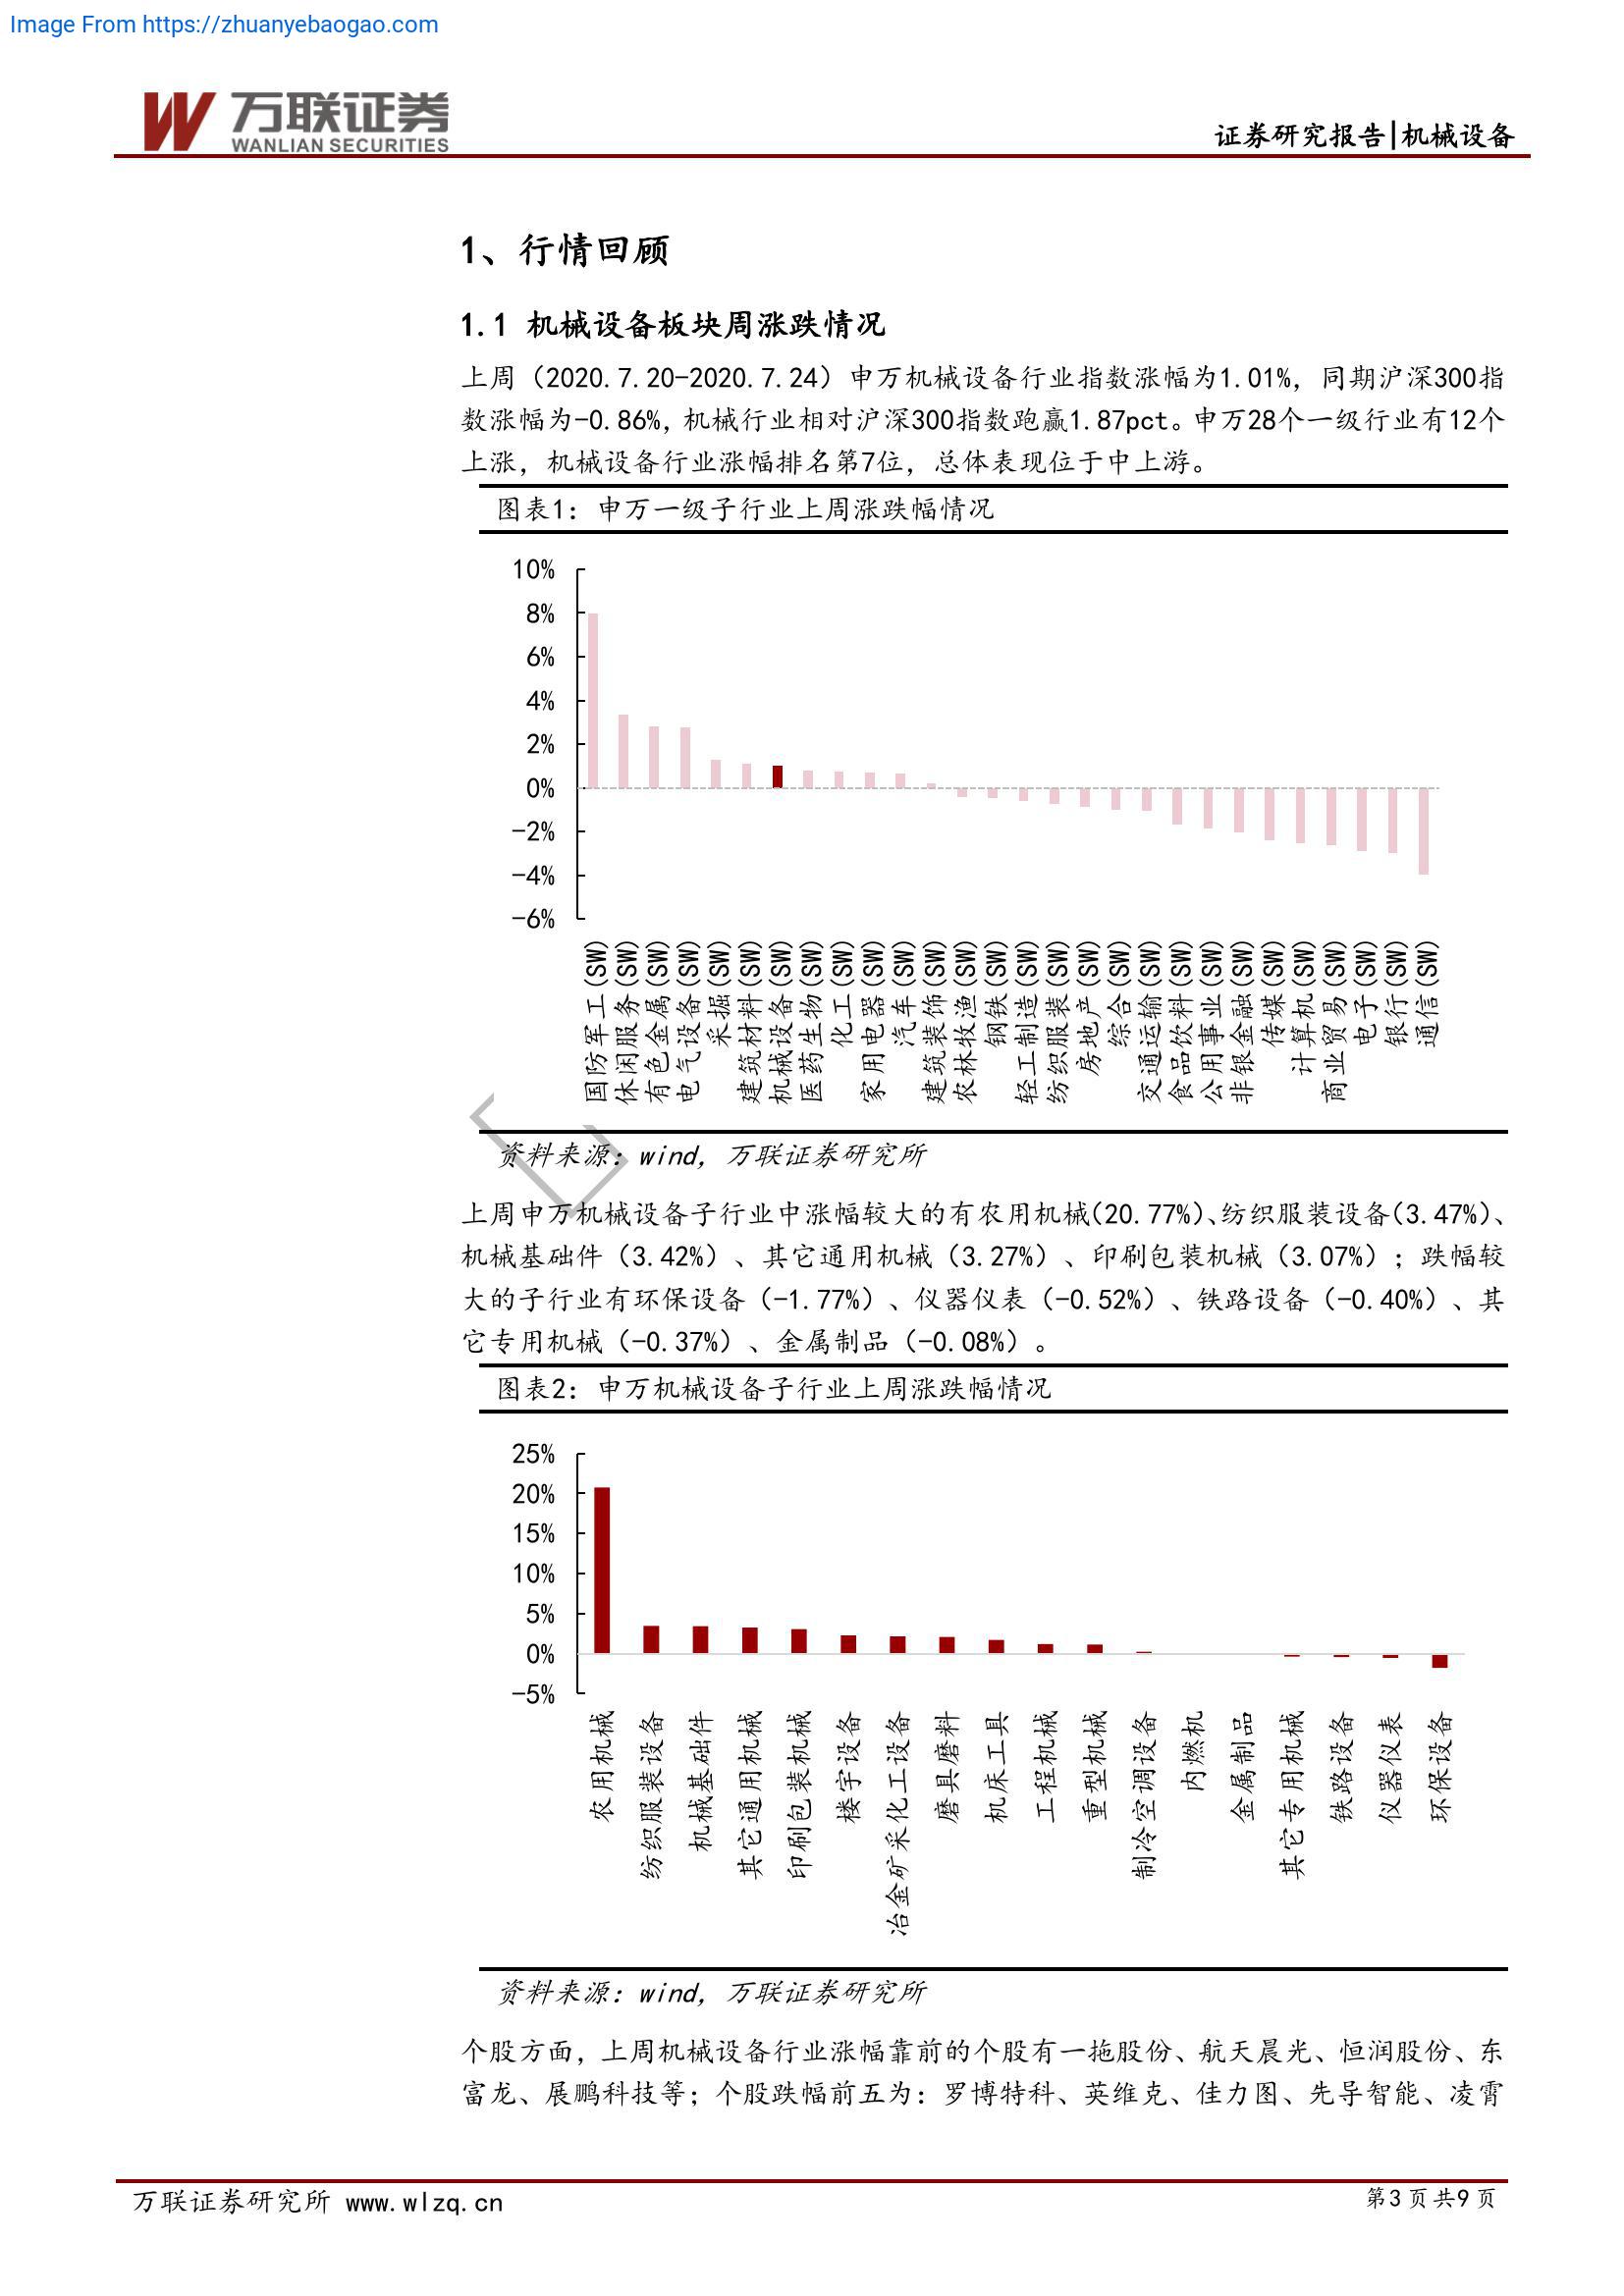 Image From https://zhuanyebaogao.com
万联证券
WANLIAN SECURITIES
证券研究报告|机械设备
1、行情回顾
1.1 机械设备板块周涨跌情况
上周（2020.7.20-2020.7.24）申万机械设备行业指数涨幅为1.01%，同期沪深300指
数涨幅为-0.86%，机械行业相对沪深300指数跑赢1.87pct。申万28个一级行业有12个
上涨，机械设备行业涨幅排名第7位，总体表现位于中上游。
图表1：申万一级子行业上周涨跌幅情况
10%
8%
6%
4%
2%
0%
-2%
-4%
-6%
国防军工(SW)
休闲服务(SW)
有色金属(SW)
电气设备(SW)
采掘(SW)
建筑材料(SW)
机械设备(SW)
医药生物(SW)
化工(SW)
家用电器(SW)
汽车(SW)
建筑装饰(SW)
农林牧渔(SW)
钢铁(SW)
轻工制造(SW)
纺织服装(SW)
房地产(SW)
综合(SW)
交通运输(SW)
食品饮料(SW)
公用事业(SW)
非银金融(SW)
传媒(SW)
计算机(SW)
商业贸易(SW)
电子(SW)
银行(SW)
通信(SW)
资料来源：wind，万联证券研究所
上周申万机械设备子行业中涨幅较大的有农用机械(20.77%)、纺织服装设备(3.47%)、
机械基础件（3.42%）、其它通用机械（3.27%）、印刷包装机械（3.07%）；跌幅较
大的子行业有环保设备（-1.77%）、仪器仪表（-0.52%）、铁路设备（-0.40%）、其
它专用机械（-0.37%）、金属制品（-0.08%）。
图表2：申万机械设备子行业上周涨跌幅情况
25%
20%
15%
10%
5%
0%
-5%
农用机械
纺织服装设备
机械基础件
其它通用机械
印刷包装机械
楼宇设备
冶金矿采化工设备
磨具磨料
机床工具
工程机械
重型机械
制冷空调设备
内燃机
金属制品
其它专用机械
铁路设备
仪器仪表
环保设备
资料来源：wind，万联证券研究所
个股方面，上周机械设备行业涨幅靠前的个股有一拖股份、航天晨光、恒润股份、东
富龙、展鹏科技等；个股跌幅前五为：罗博特科、英维克、佳力图、先导智能、凌霄
万联证券研究所 www.wlzq.cn
第3页共9页